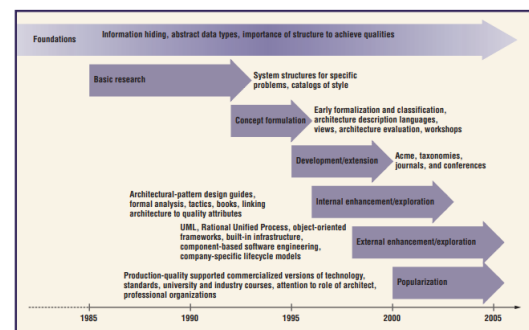 Foundations
Information hiding, abstract data types, importance of structure to achieve qualities
Basic research
System structures for specific
problems, catalogs of style
Concept formulation
Early formalization and classification,
architecture description languages,
views, architecture evaluation, workshops
Development/extension
Acme, taxonomies,
journals, and conferences
Architectural-pattern design guides,
formal analysis, tactics, books, linking
architecture to quality attributes
Internal enhancement/exploration
UML, Rational Unified Process, object-oriented
frameworks, built-in infrastructure,
component-based software engineering,
company-specific lifecycle models
External enhancement/exploration
Production-quality supported commercialized versions of technology,
standards, university and industry courses, attention to role of architect,
professional organizations
Popularization
1985 1990 1995 2000 2005